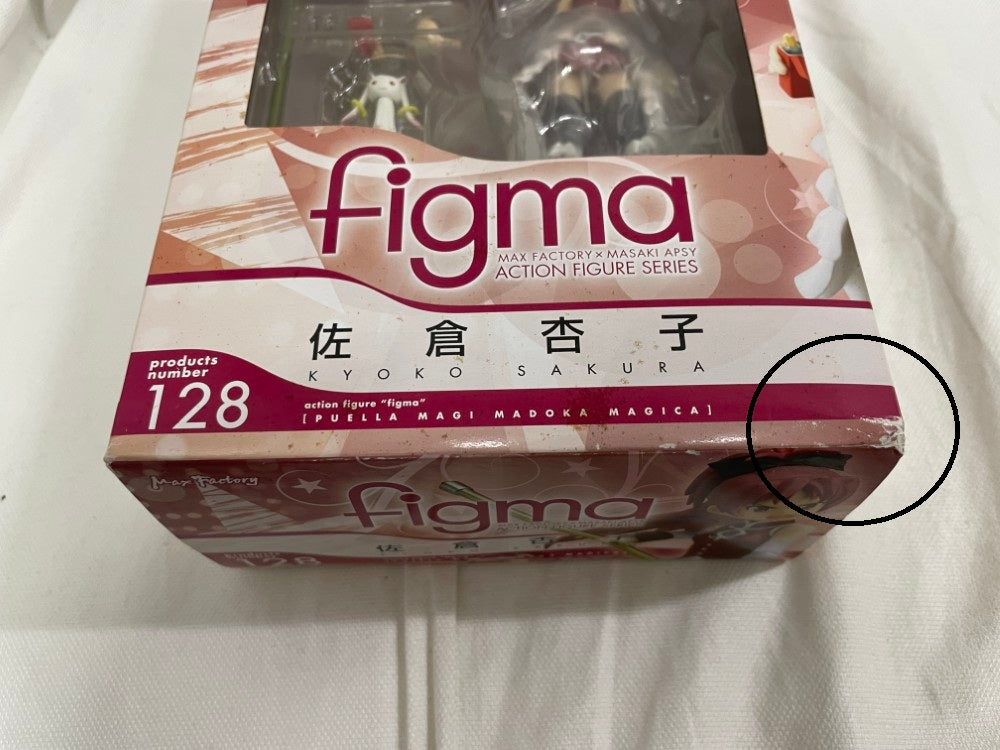 figma
MAX FACTORY×MASAKI APSY
ACTION FIGURE SERIES
佐倉杏子
KYOKO SAKURA
products
number
128
action figure "figma"
[PUELLA MAGI MADOKA MAGICA]
Max Factory
figma
佐倉杏
128